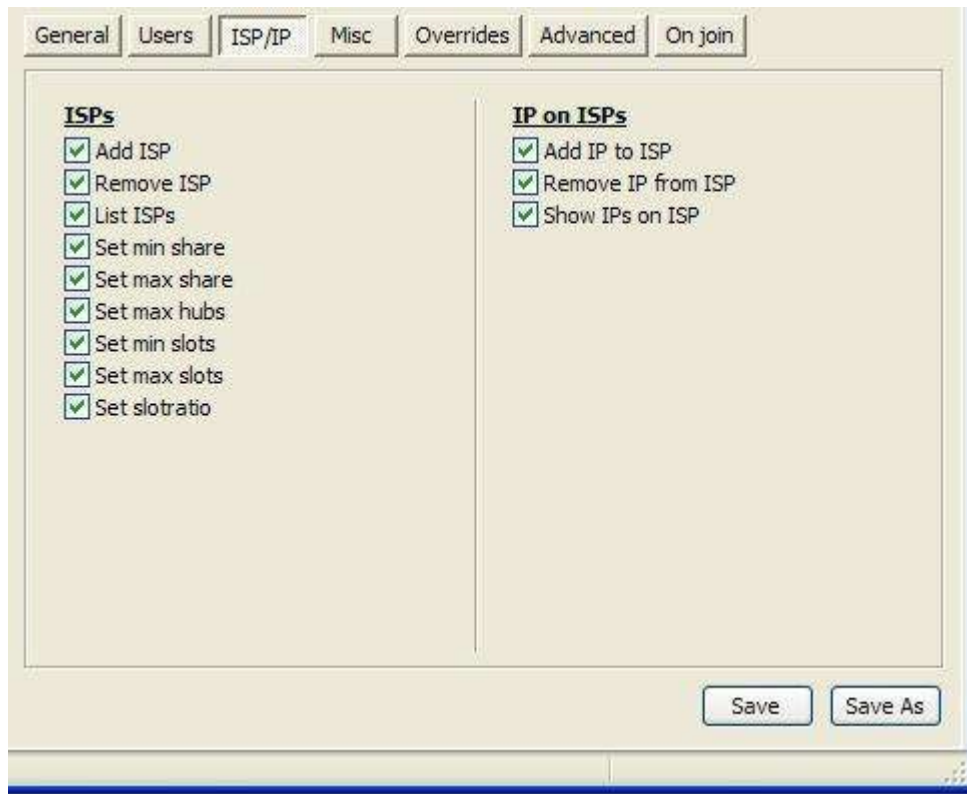 General Users ISP/IP Misc Overrides Advanced On join
ISPs
Add ISP
Remove ISP
List ISPs
Set min share
Set max share
Set max hubs
Set min slots
Set max slots
Set slotratio
IP on ISPs
Add IP to ISP
Remove IP from ISP
Show IPs on ISP
Save Save As